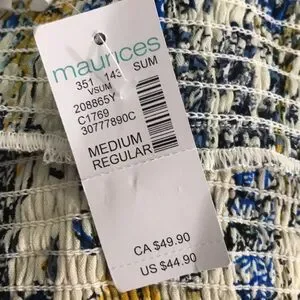 maurices
351 143 SUM
VSUM
208865Y
C1769
30777890C
MEDIUM
REGULAR
CA $49.90
US $44.90